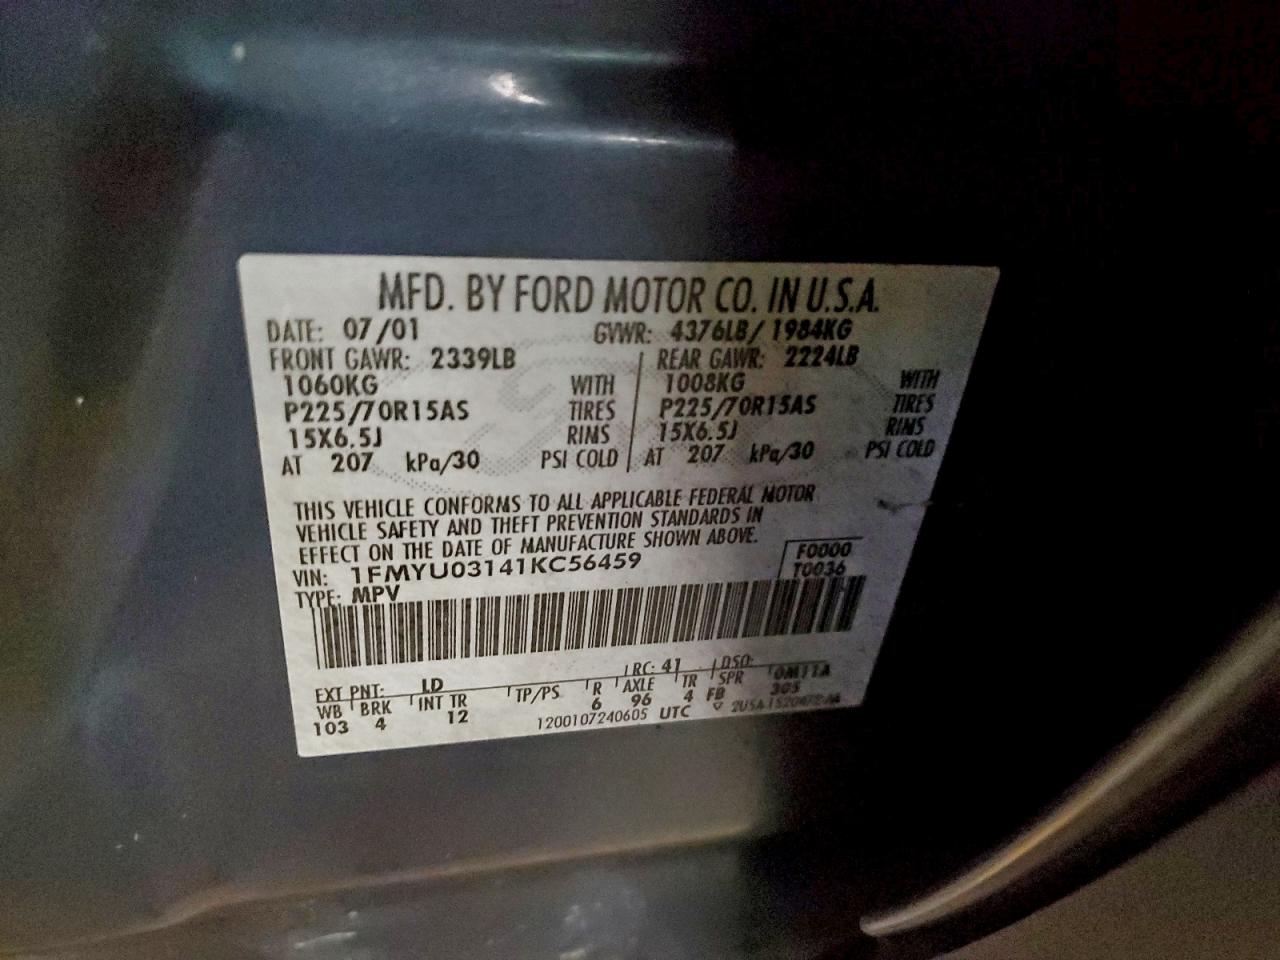 MFD. BY FORD MOTOR CO. IN U.S.A.
DATE: 07/01 GVWR: 4376LB/ 1984KG
FRONT GAWR: 2339LB REAR GAWR: 2224LB
1060KG WITH 1008KG WITH
P225/70R15AS TIRES P225/70R15AS TIRES
15X6.5J RIMS 15X6.5J RIMS
AT 207 kPa/30 PSI COLD AT 207 kPa/30 PSI COLD
THIS VEHICLE CONFORMS TO ALL APPLICABLE FEDERAL MOTOR
VEHICLE SAFETY AND THEFT PREVENTION STANDARDS IN
EFFECT ON THE DATE OF MANUFACTURE SHOWN ABOVE.
VIN: 1FMYU03141KC56459 F0000
TYPE: MPV T0036
EXT PNT: LD RC: 41 DSO:
WB BRK INT TR TP/PS R AXLE TR SPR
103 4 12 6 96 4 FB 305
1200107240605 UTC